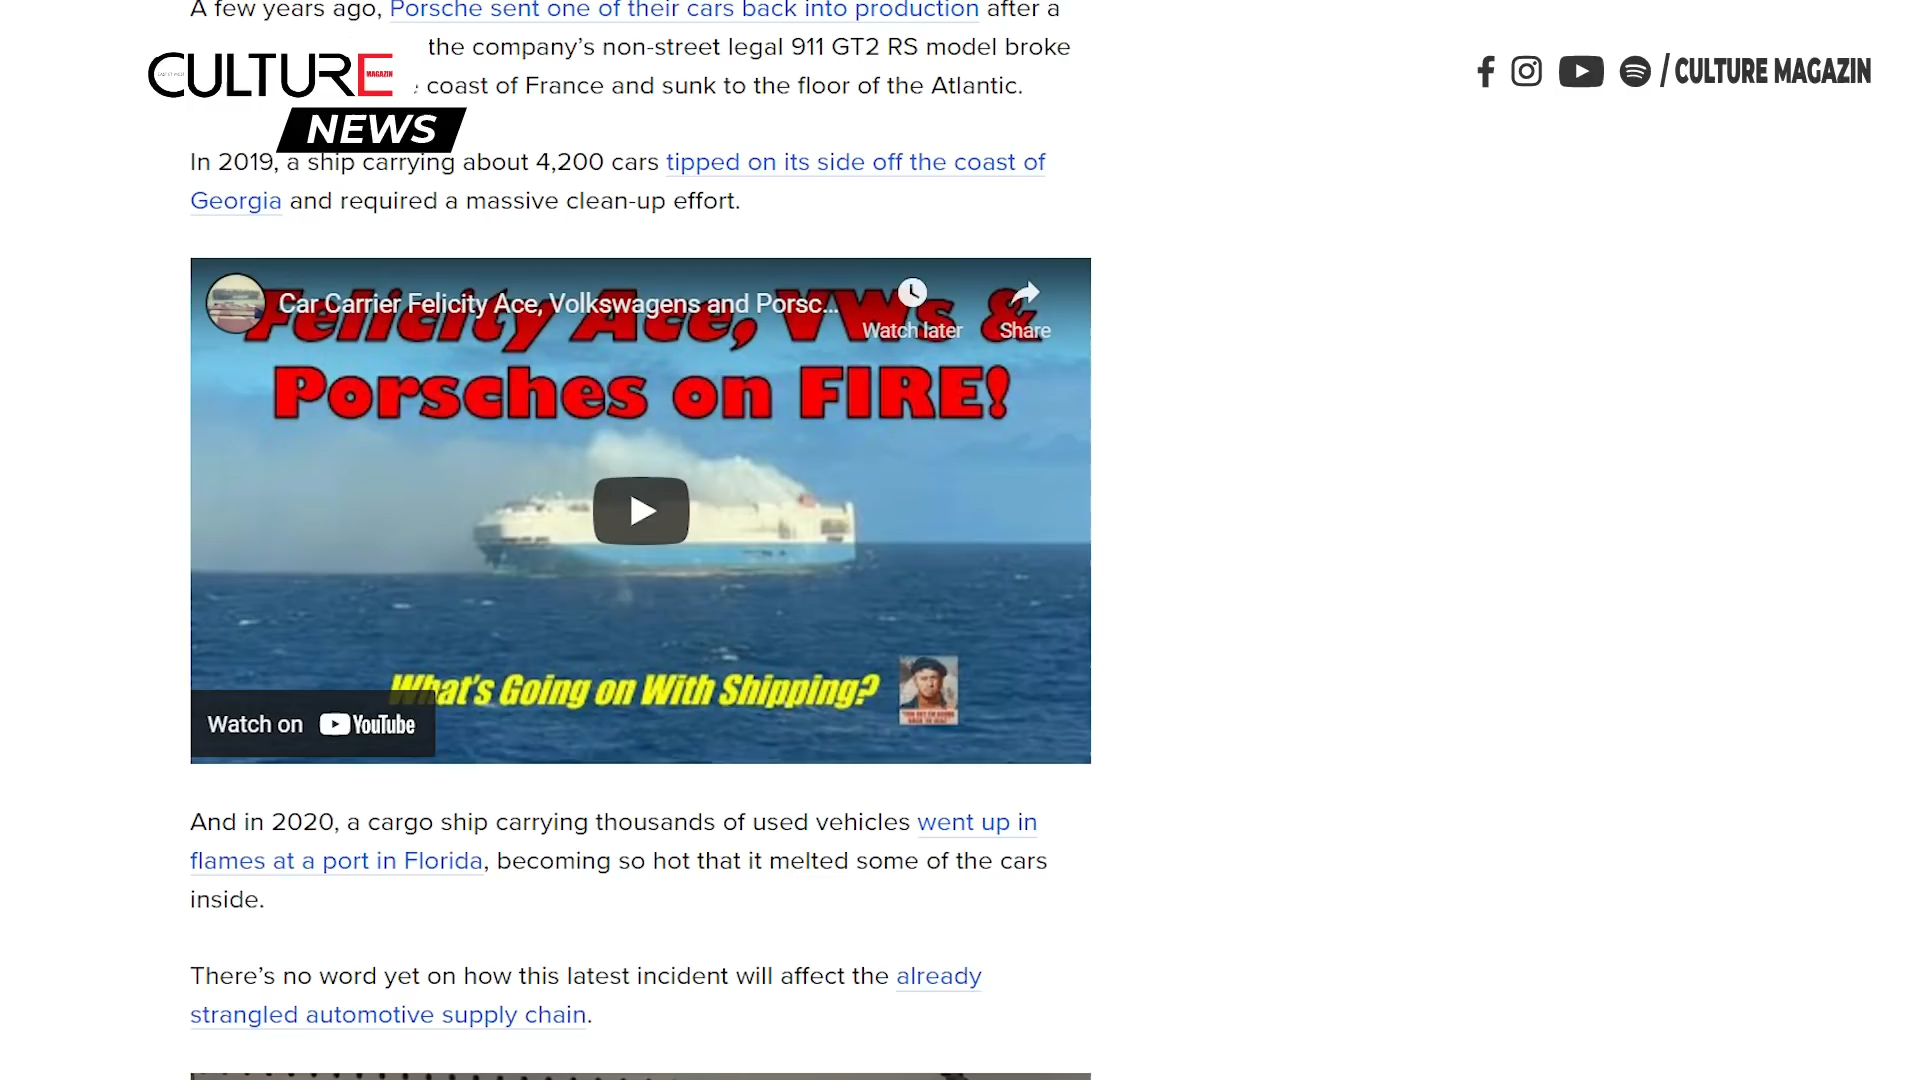 A few years ago, Porsche sent one of their cars back into production after a
the company's non-street legal 911 GT2 RS model broke
coast of France and sunk to the floor of the Atlantic.
CULTURE
MAGAZIN
NEWS
/ CULTURE MAGAZIN
In 2019, a ship carrying about 4,200 cars tipped on its side off the coast of
Georgia and required a massive clean-up effort.
Car Carrier Felicity Ace, Volkswagens and Porsc...
Watch later
Share
Felicity Ace, VWs &
Porsches on FIRE!
What's Going on With Shipping?
Watch on YouTube
And in 2020, a cargo ship carrying thousands of used vehicles went up in
flames at a port in Florida, becoming so hot that it melted some of the cars
inside.
There's no word yet on how this latest incident will affect the already
strangled automotive supply chain.